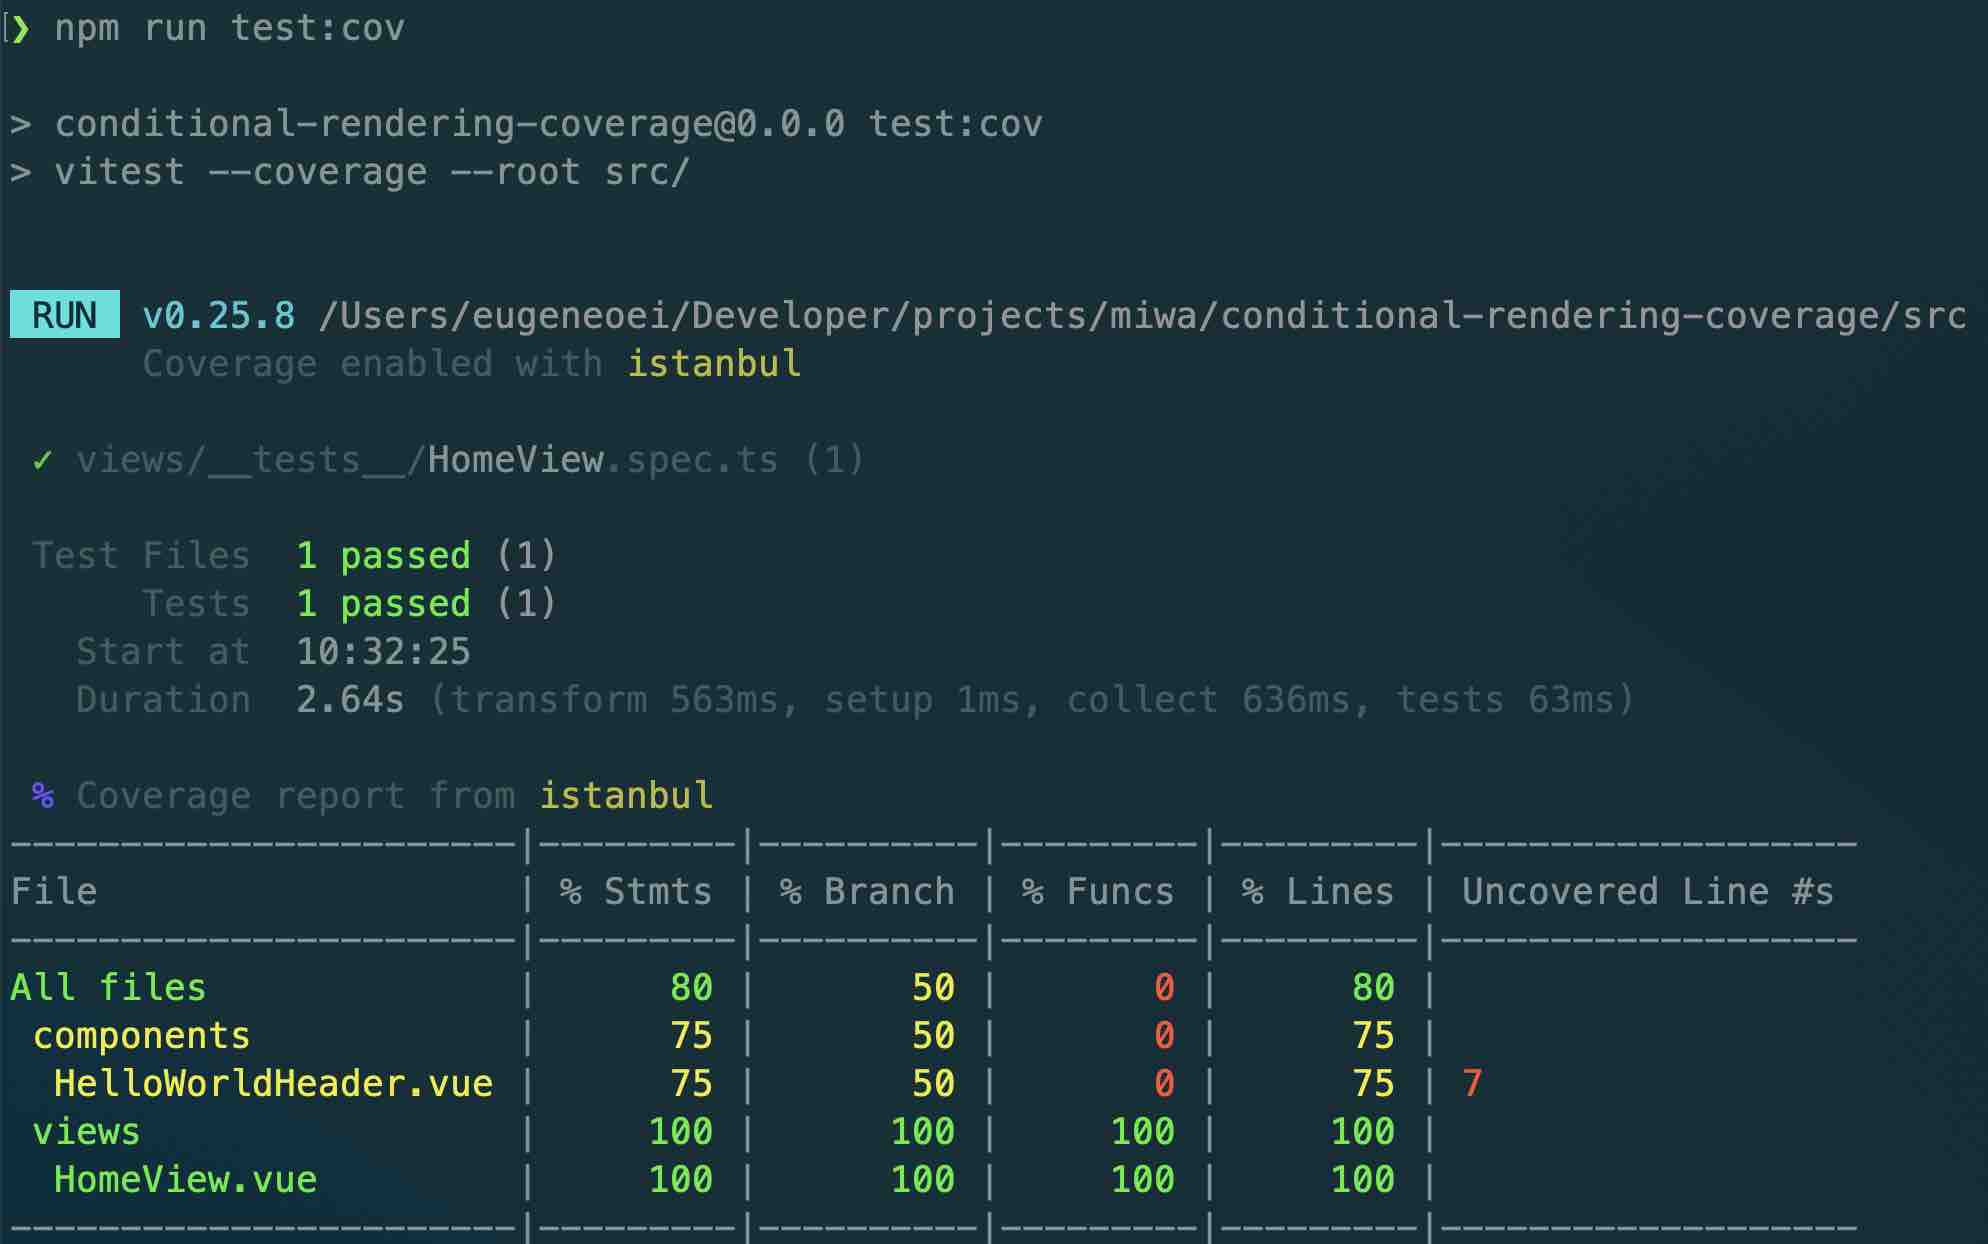 [❯ npm run test:cov
> conditional-rendering-coverage@0.0.0 test:cov
> vitest --coverage --root src/
RUN v0.25.8 /Users/eugeneoei/Developer/projects/miwa/conditional-rendering-coverage/src
Coverage enabled with istanbul
✓ views/__tests__/HomeView.spec.ts (1)
Test Files 1 passed (1)
Tests 1 passed (1)
Start at 10:32:25
Duration 2.64s (transform 563ms, setup 1ms, collect 636ms, tests 63ms)
% Coverage report from istanbul
-----------------------|---------|----------|---------|---------|-------------------
File | % Stmts | % Branch | % Funcs | % Lines | Uncovered Line #s
-----------------------|---------|----------|---------|---------|-------------------
All files | 80 | 50 | 0 | 80 |
components | 75 | 50 | 0 | 75 |
HelloWorldHeader.vue | 75 | 50 | 0 | 75 | 7
views | 100 | 100 | 100 | 100 |
HomeView.vue | 100 | 100 | 100 | 100 |
-----------------------|---------|----------|---------|---------|-------------------